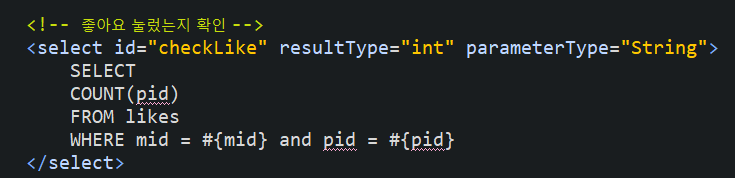 <!-- 좋아요 눌렀는지 확인 -->
<select id="checkLike" resultType="int" parameterType="String">
SELECT
COUNT(pid)
FROM likes
WHERE mid = #{mid} and pid = #{pid}
</select>